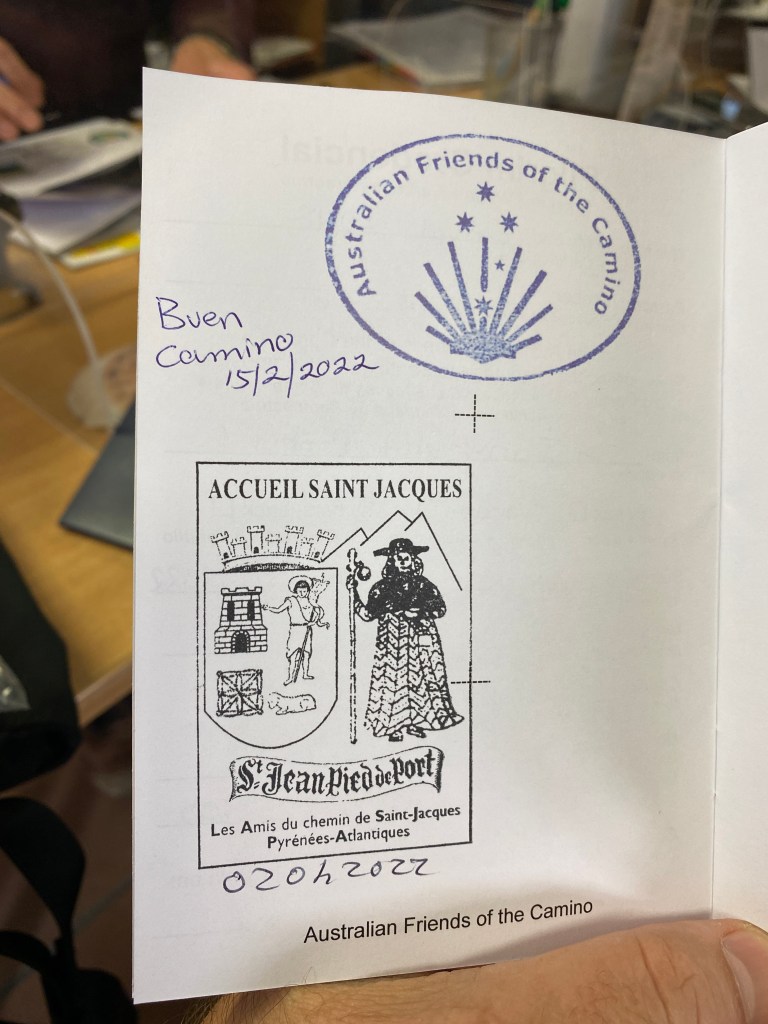 Australian Friends of the Camino
Buen
Camino
15/2/2022
ACCUEIL SAINT JACQUES
St Jean Pied de Port
Les Amis du chemin de Saint-Jacques
Pyrénées-Atlantiques
02042022
Australian Friends of the Camino